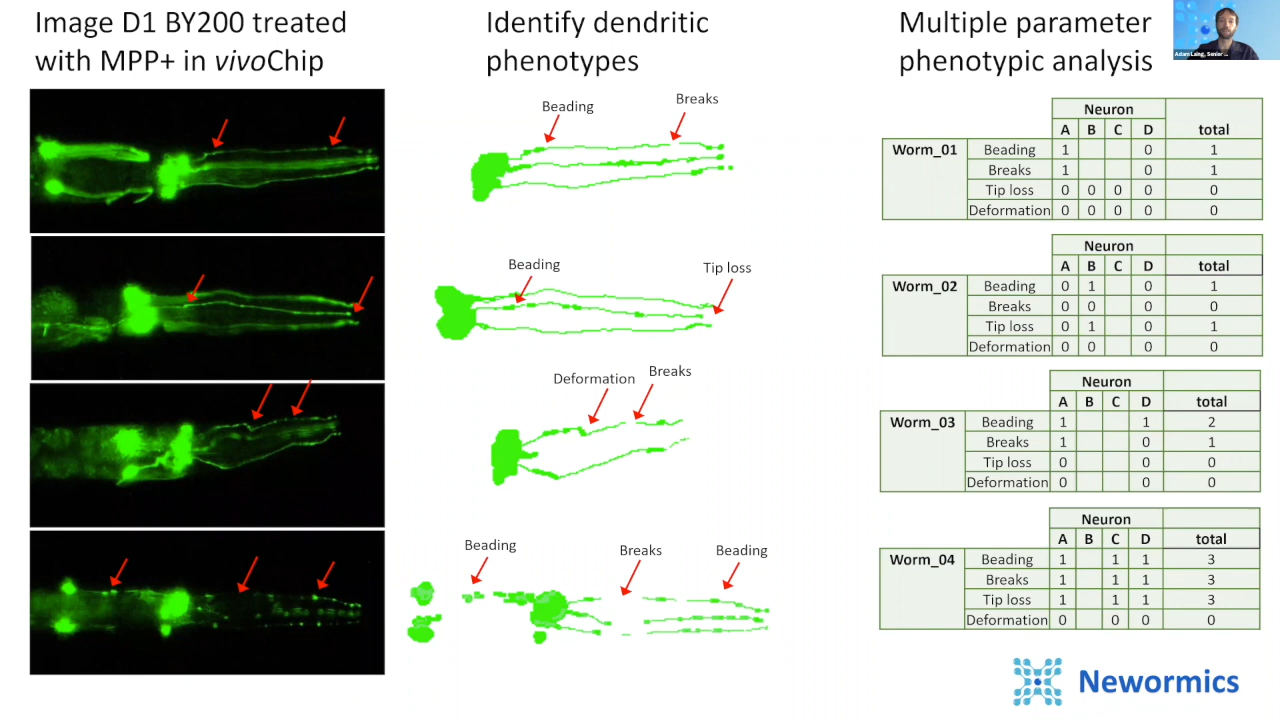 Image D1 BY200 treated
with MPP+ in vivoChip
Identify dendritic
phenotypes
Multiple parameter
phenotypic analysis
Adam Laing, Senior ...
Beading
Breaks
Beading
Tip loss
Deformation
Breaks
Beading
Breaks
Beading
Neuron
A B C D total
Worm_01 Beading 1 0 1
Breaks 1 0 1
Tip loss 0 0 0 0 0
Deformation 0 0 0 0 0
Neuron
A B C D total
Worm_02 Beading 0 1 0 1
Breaks 0 0 0 0
Tip loss 0 1 0 1
Deformation 0 0 0 0
Neuron
A B C D total
Worm_03 Beading 1 1 2
Breaks 1 0 1
Tip loss 0 0 0
Deformation 0 0 0
Neuron
A B C D total
Worm_04 Beading 1 1 1 3
Breaks 1 1 1 3
Tip loss 1 1 1 3
Deformation 0 0 0 0
Newormics